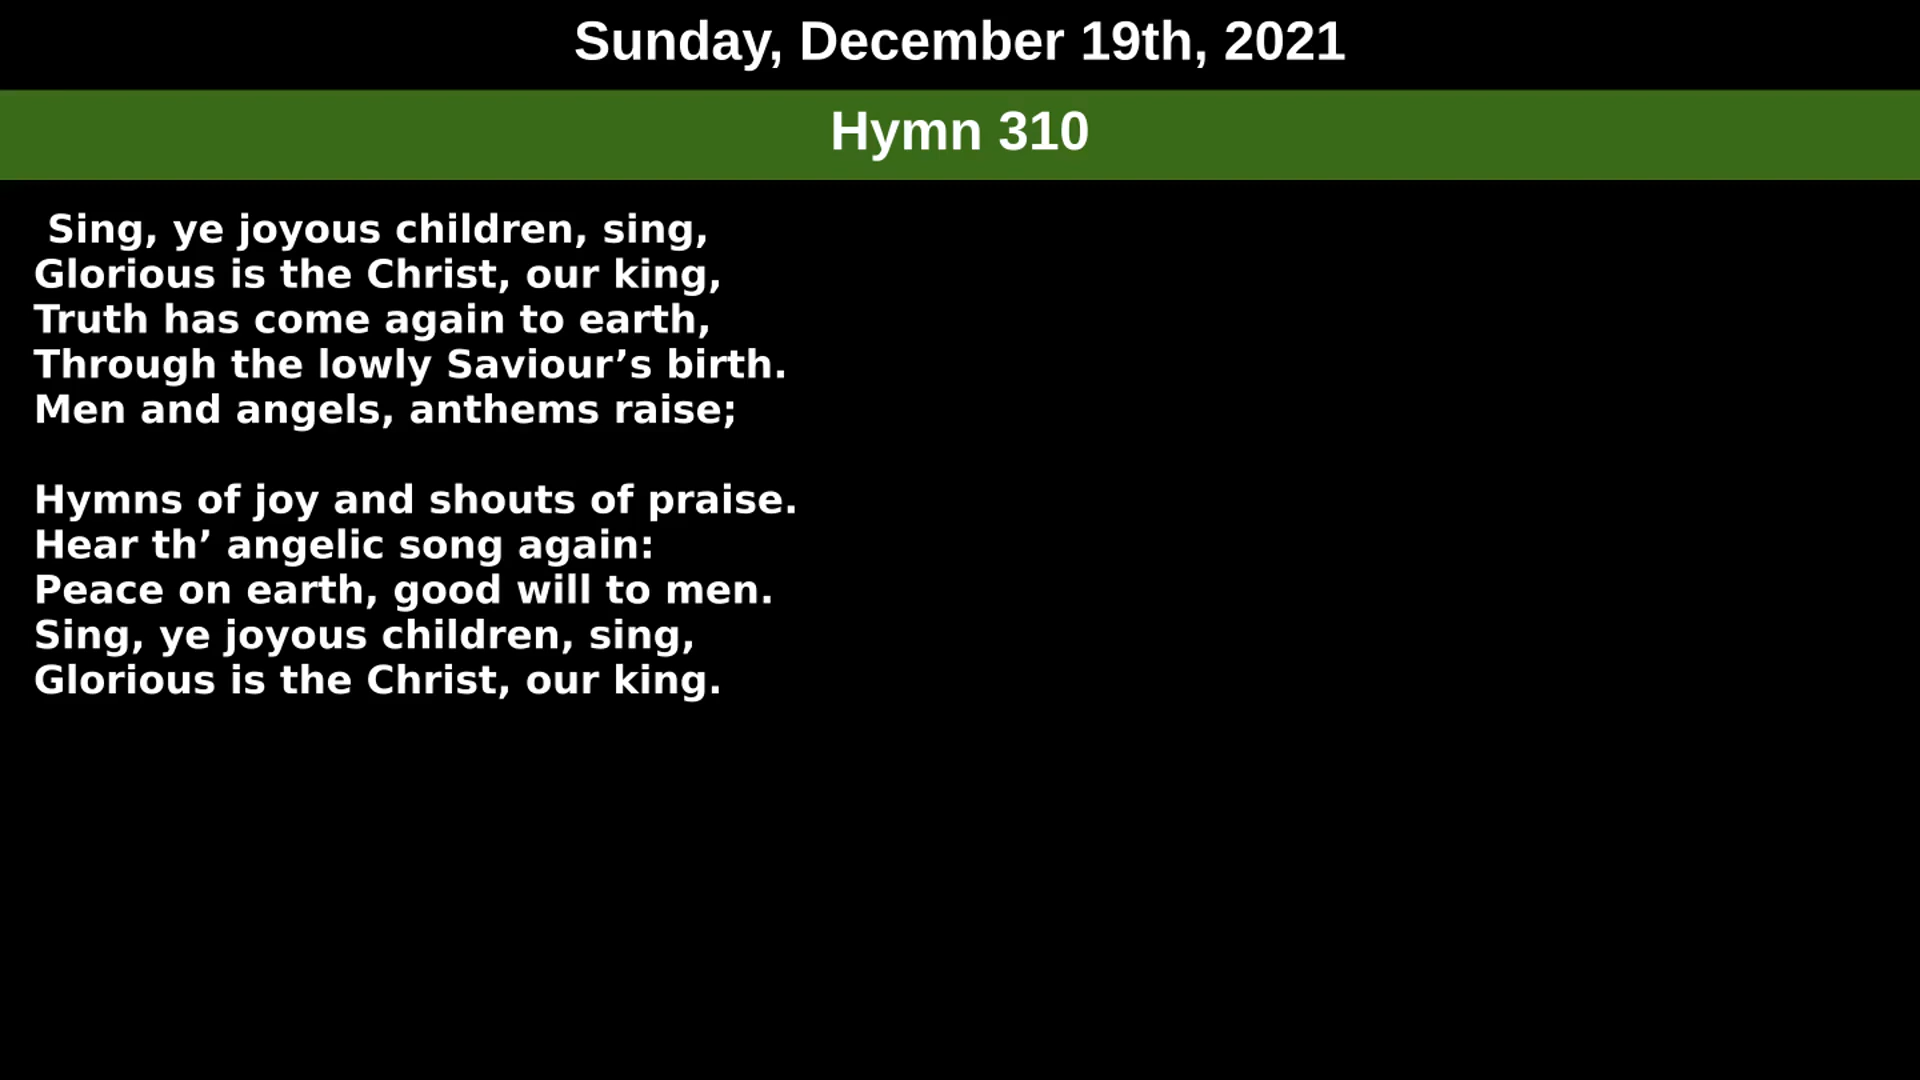 Sunday, December 19th, 2021
Hymn 310
Sing, ye joyous children, sing,
Glorious is the Christ, our king,
Truth has come again to earth,
Through the lowly Saviour’s birth.
Men and angels, anthems raise;
Hymns of joy and shouts of praise.
Hear th’ angelic song again:
Peace on earth, good will to men.
Sing, ye joyous children, sing,
Glorious is the Christ, our king.